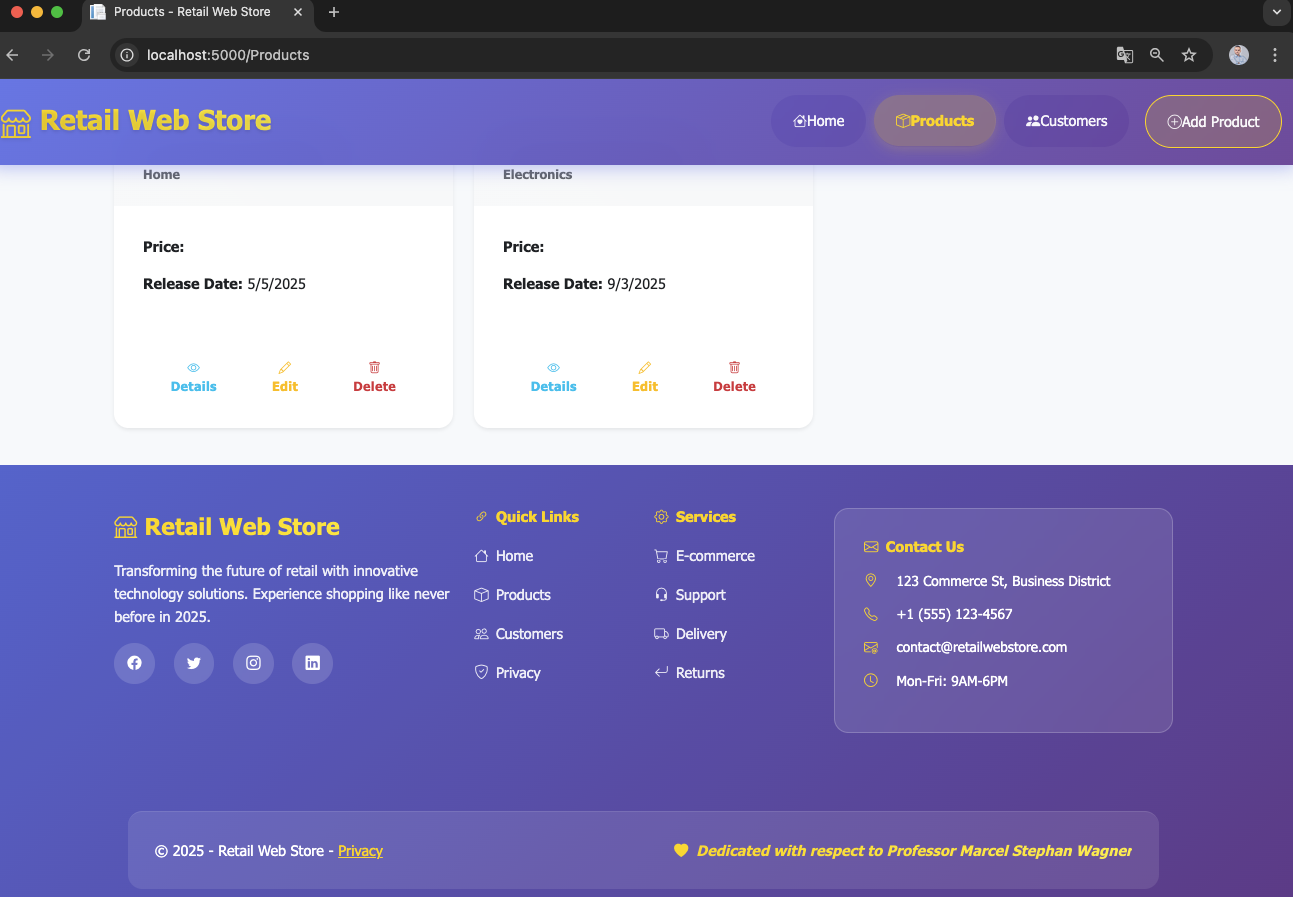 Products - Retail Web Store
localhost:5000/Products
Retail Web Store
Home
Products
Customers
Add Product
Home
Electronics
Price:
Price:
Release Date: 5/5/2025
Release Date: 9/3/2025
Details
Edit
Delete
Details
Edit
Delete
Retail Web Store
Transforming the future of retail with innovative
technology solutions. Experience shopping like never
before in 2025.
Quick Links
Home
Products
Customers
Privacy
Services
E-commerce
Support
Delivery
Returns
Contact Us
123 Commerce St, Business District
+1 (555) 123-4567
contact@retailwebstore.com
Mon-Fri: 9AM-6PM
© 2025 - Retail Web Store - Privacy
Dedicated with respect to Professor Marcel Stephan Wagner